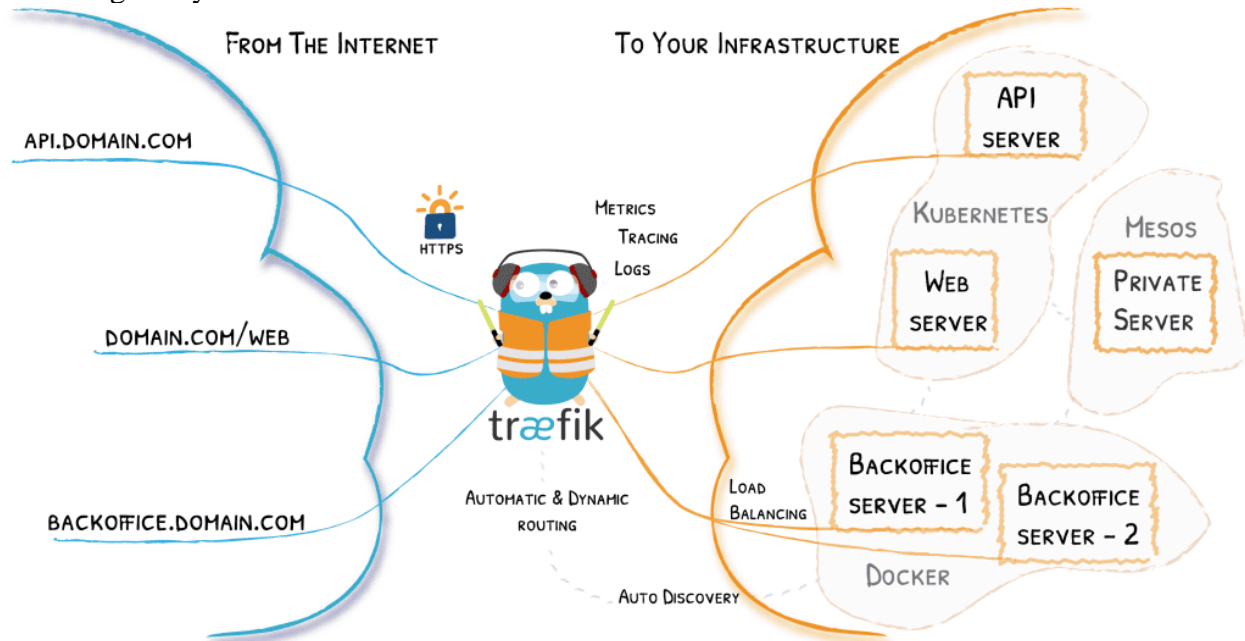 FROM THE INTERNET
TO YOUR INFRASTRUCTURE
API.DOMAIN.COM
DOMAIN.COM/WEB
BACKOFFICE.DOMAIN.COM
HTTPS
METRICS
TRACING
LOGS
træfik
AUTOMATIC & DYNAMIC
ROUTING
AUTO DISCOVERY
LOAD
BALANCING
API
SERVER
KUBERNETES
WEB
SERVER
MESOS
PRIVATE
SERVER
BACKOFFICE
SERVER - 1
BACKOFFICE
SERVER - 2
DOCKER